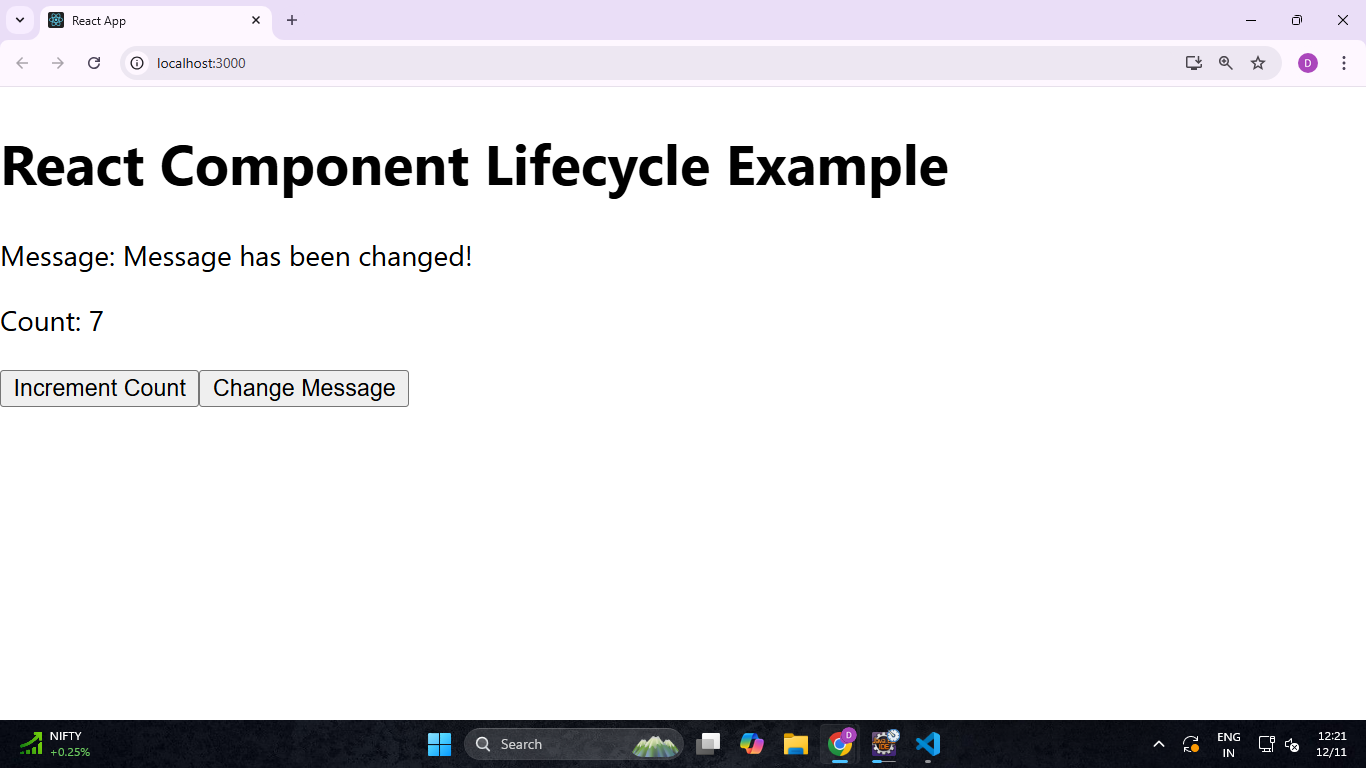 React App
localhost:3000
D
React Component Lifecycle Example
Message: Message has been changed!
Count: 7
Increment Count Change Message
NIFTY
+0.25%
Search
D
ENG
IN
12:21
12/11